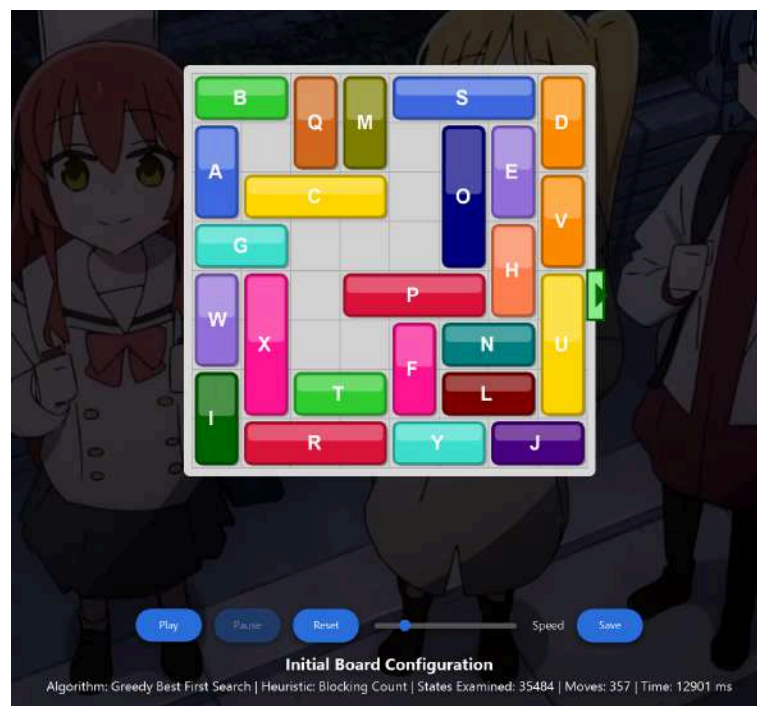 B Q M S D
A E
C O V
G H
P
W X N U
F
I T L
R Y J
Play Pause Reset Speed Save
Initial Board Configuration
Algorithm: Greedy Best First Search | Heuristic: Blocking Count | States Examined: 35484 | Moves: 357 | Time: 12901 ms